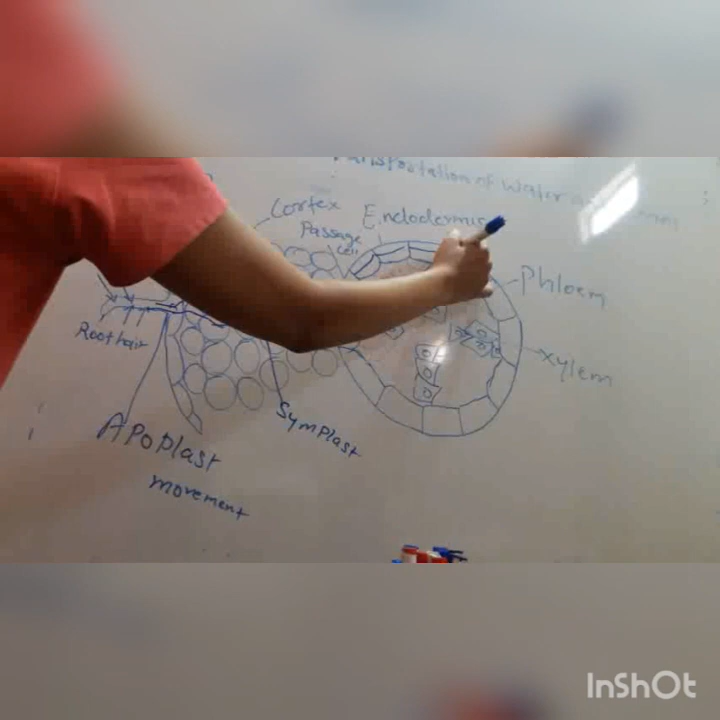 Transportation of water
Cortex
Endodermis
Passage
cell
Phloem
Root hair
xylem
Symplast
Apoplast
movement
InShOt